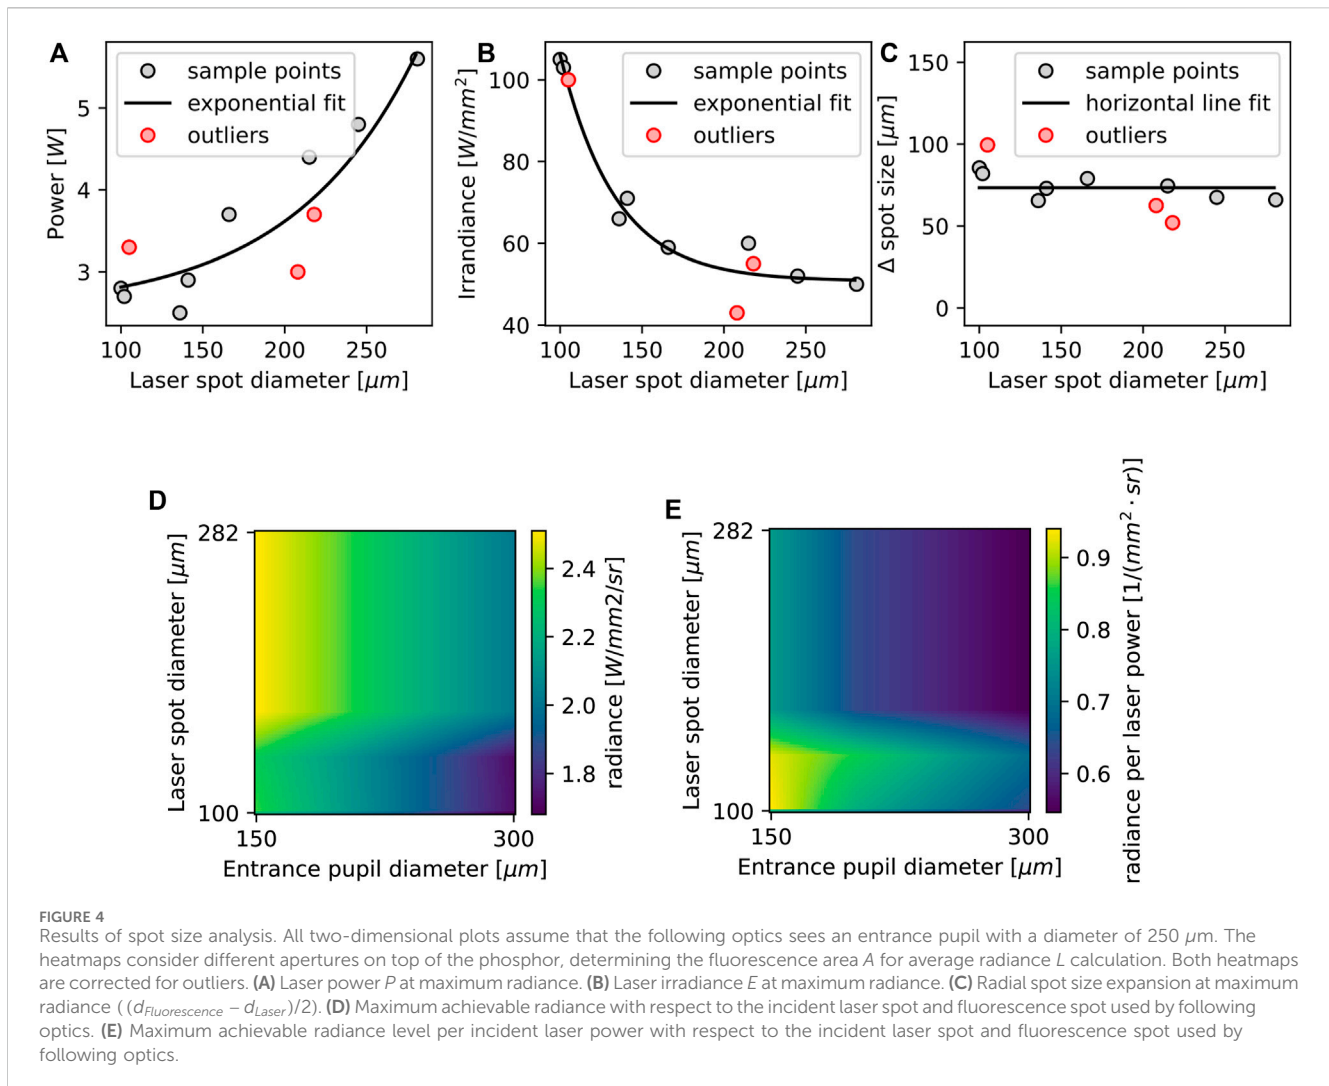 A
sample points
exponential fit
outliers
5
4
3
Power [W]
100 150 200 250
Laser spot diameter [μm]
B
sample points
exponential fit
outliers
100
80
60
40
Irrandiance [W/mm²]
100 150 200 250
Laser spot diameter [μm]
C
sample points
horizontal line fit
outliers
150
100
50
0
Δ spot size [μm]
100 150 200 250
Laser spot diameter [μm]
D
282
100
Laser spot diameter [μm]
150 300
Entrance pupil diameter [μm]
2.4
2.2
2.0
1.8
radiance [W/mm2/sr]
E
282
100
Laser spot diameter [μm]
150 300
Entrance pupil diameter [μm]
0.9
0.8
0.7
0.6
radiance per laser power [1/(mm² · sr)]
FIGURE 4
Results of spot size analysis. All two-dimensional plots assume that the following optics sees an entrance pupil with a diameter of 250 μm. The
heatmaps consider different apertures on top of the phosphor, determining the fluorescence area A for average radiance L calculation. Both heatmaps
are corrected for outliers. (A) Laser power P at maximum radiance. (B) Laser irradiance E at maximum radiance. (C) Radial spot size expansion at maximum
radiance ((dFluorescence − dLaser)/2). (D) Maximum achievable radiance with respect to the incident laser spot and fluorescence spot used by following
optics. (E) Maximum achievable radiance level per incident laser power with respect to the incident laser spot and fluorescence spot used by
following optics.